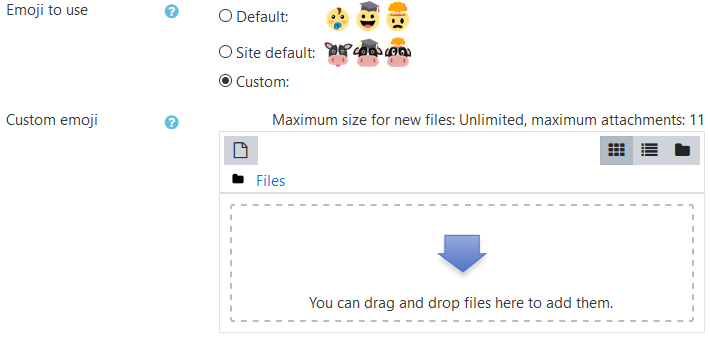 Emoji to use
Default:
Site default:
Custom:
Custom emoji
Maximum size for new files: Unlimited, maximum attachments: 11
Files
You can drag and drop files here to add them.